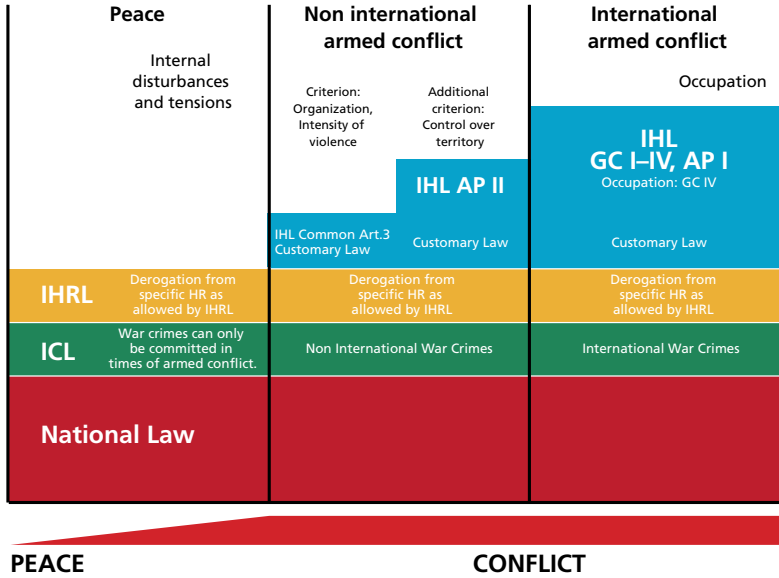 Peace
Internal
disturbances
and tensions
Non international
armed conflict
Criterion:
Organization,
Intensity of
violence
Additional
criterion:
Control over
territory
International
armed conflict
Occupation
IHL
GC I–IV, AP I
Occupation: GC IV
IHL AP II
IHL Common Art.3
Customary Law
Customary Law
Customary Law
IHRL
Derogation from
specific HR as
allowed by IHRL
Derogation from
specific HR as
allowed by IHRL
Derogation from
specific HR as
allowed by IHRL
ICL
War crimes can only
be committed in
times of armed conflict.
Non International War Crimes
International War Crimes
National Law
PEACE
CONFLICT